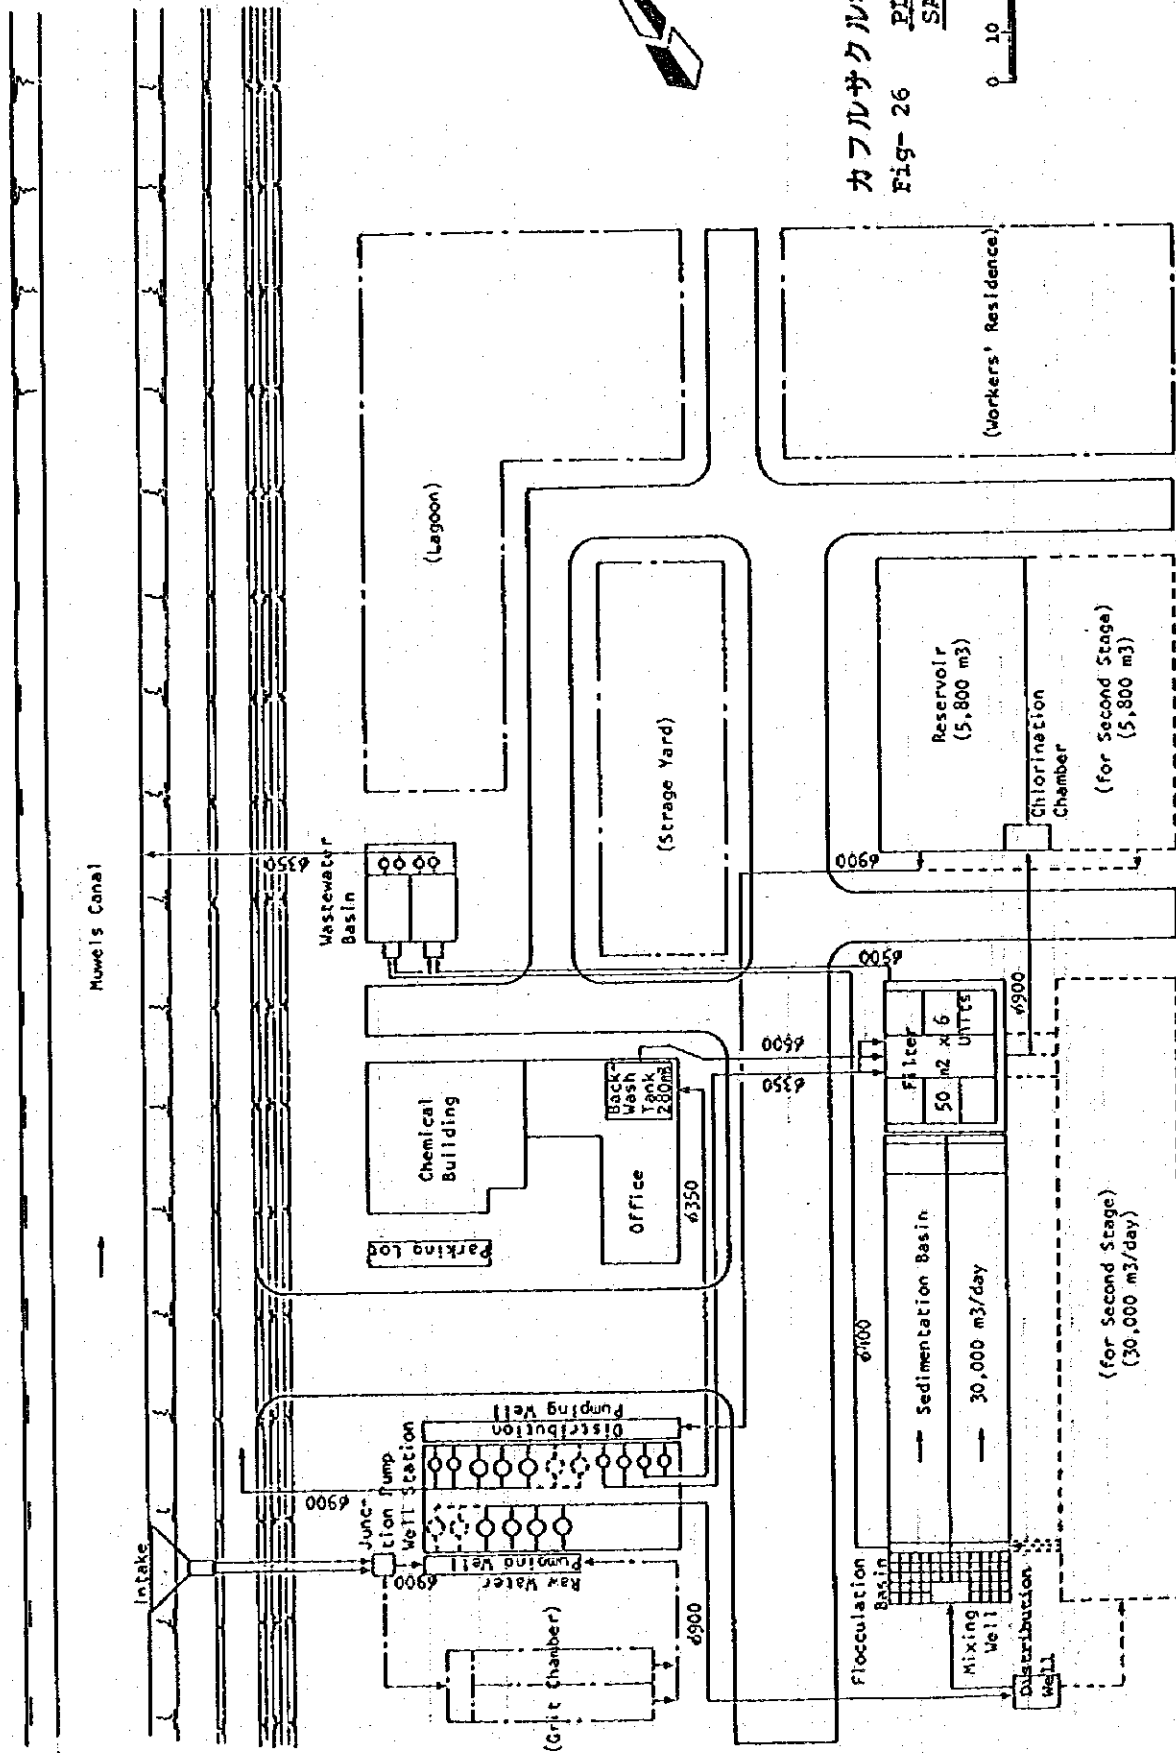 Muwels Canal
Intake
Junc-
tion Pump
Well Station
ϕ900
ϕ900
Raw Water
Pumping Well
Distribution
Pumping Well
(Grit Chamber)
ϕ900
Parking Lot
Chemical
Building
Office
Back
Wash
Tank
280m3
ϕ350
Wastewater
Basin
ϕ350
(Lagoon)
(Strage Yard)
ϕ600
ϕ350
ϕ500
ϕ900
Flocculation
Basin
ϕ400
Mixing
Well
Distribution
Well
Sedimentation Basin
30,000 m3/day
Filter
50 m2 x 6
units
ϕ900
(for Second Stage)
(30,000 m3/day)
Reservoir
(5,800 m3)
Chlorination
Chamber
(for Second Stage)
(5,800 m3)
(Workers' Residence)
カフルサクル
Fig- 26
0 10